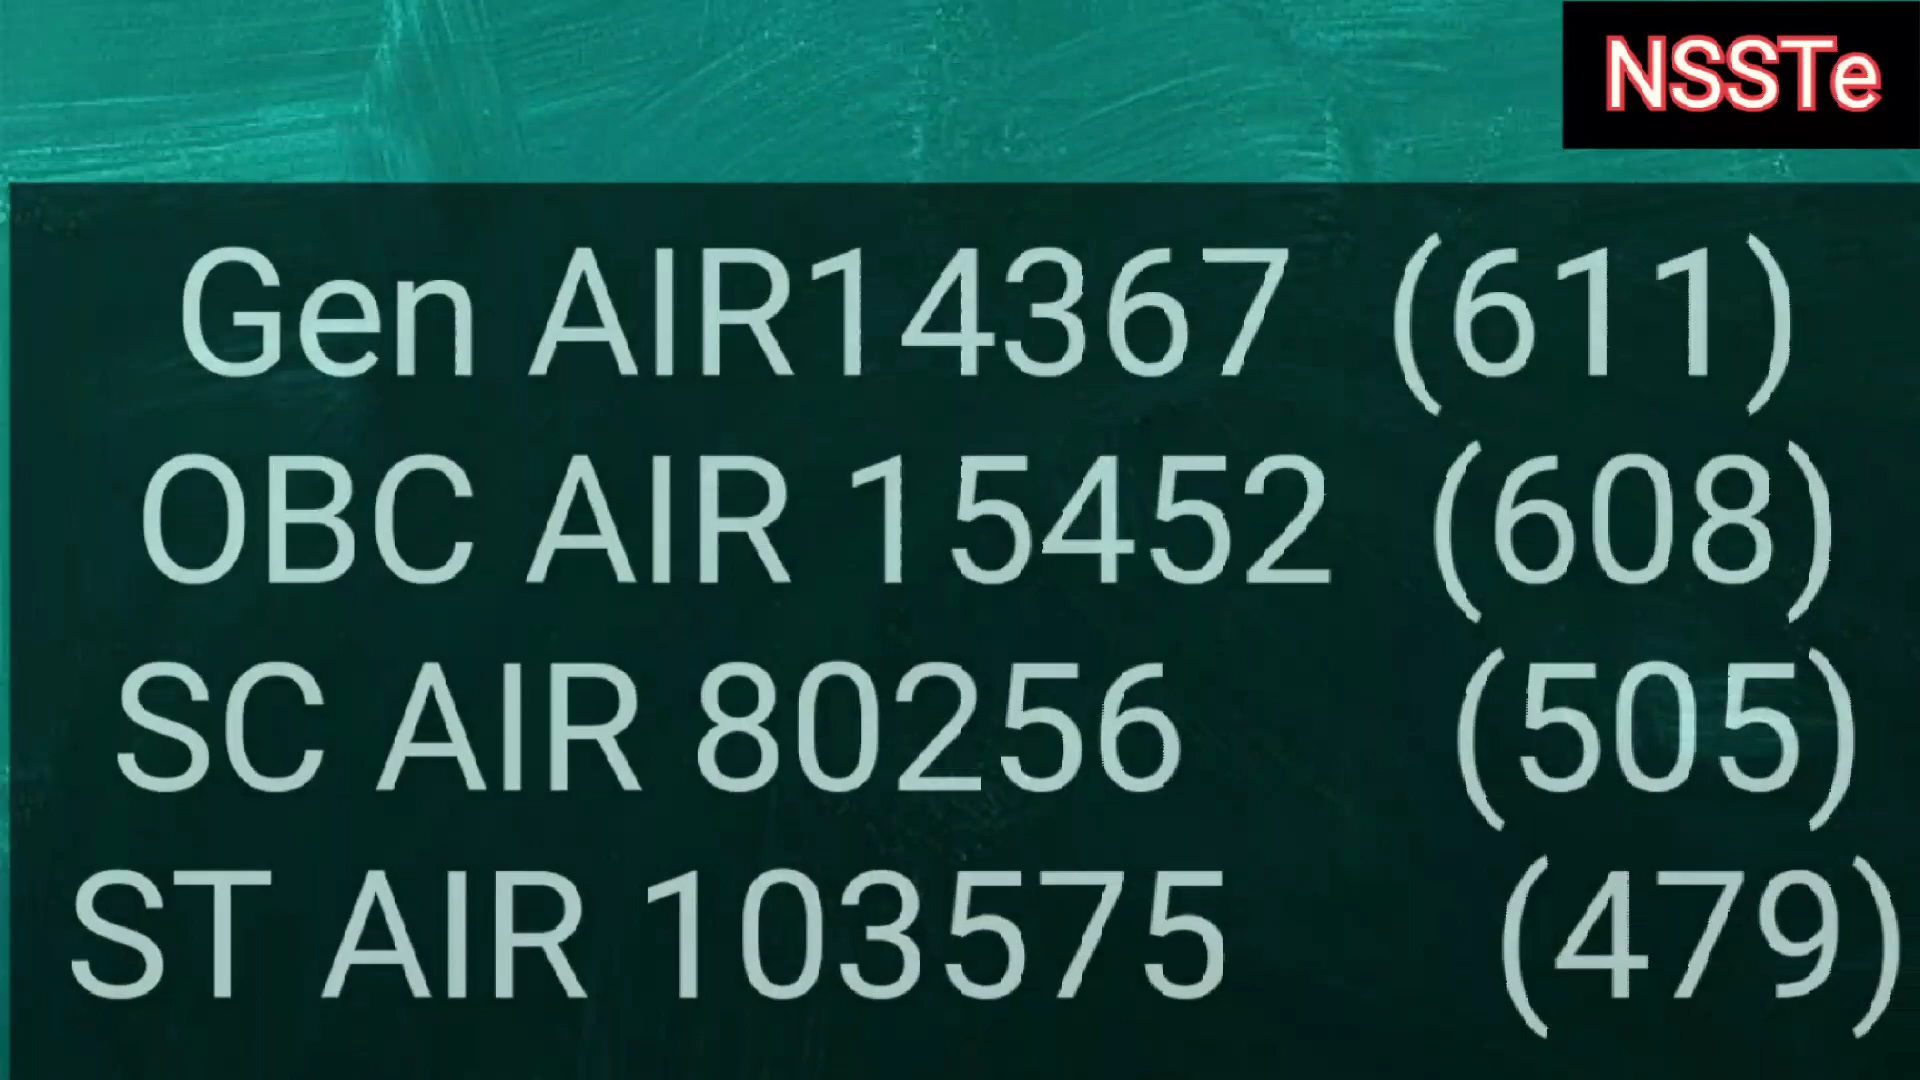 NSSTe
Gen AIR14367 (611)
OBC AIR 15452 (608)
SC AIR 80256 (505)
ST AIR 103575 (479)